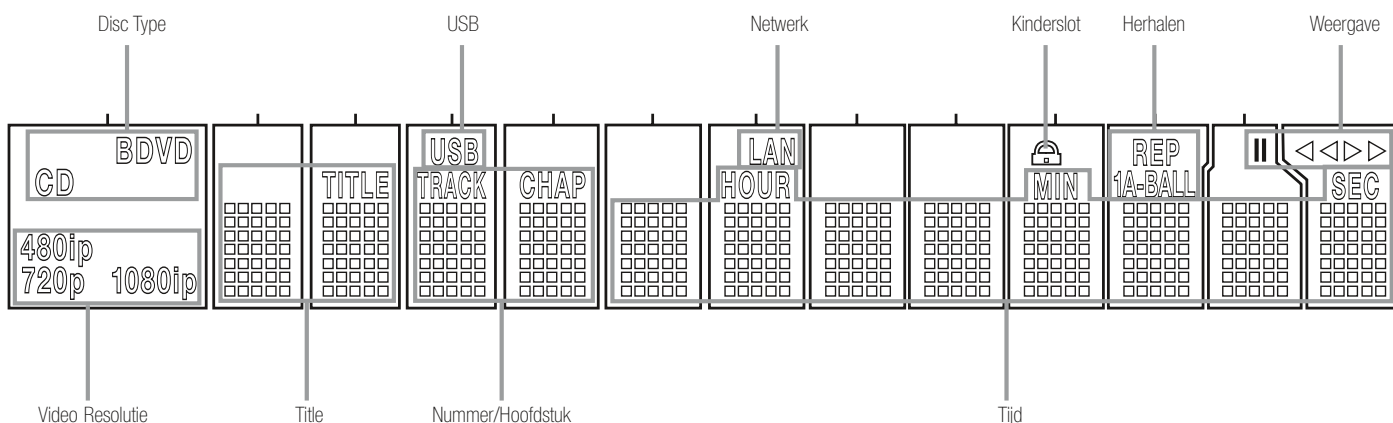 Disc Type USB Netwerk Kinderslot Herhalen Weergave
BDVD USB LAN REP
CD TITLE TRACK CHAP HOUR MIN 1A-BALL SEC
480ip
720p 1080ip
Video Resolutie Title Nummer/Hoofdstuk Tijd